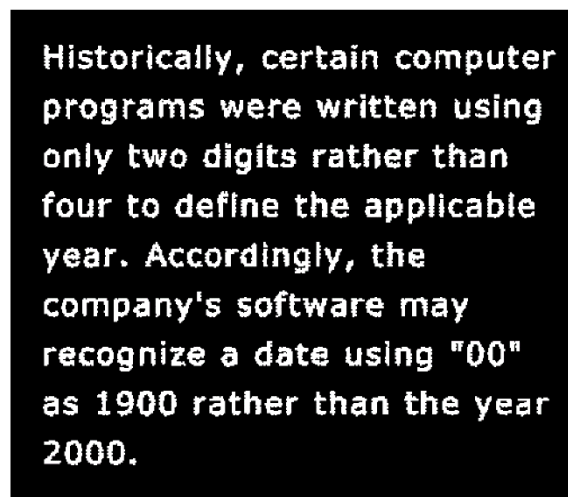 Historically, certain computer
programs were written using
only two digits rather than
four to define the applicable
year. Accordingly, the
company's software may
recognize a date using "00"
as 1900 rather than the year
2000.